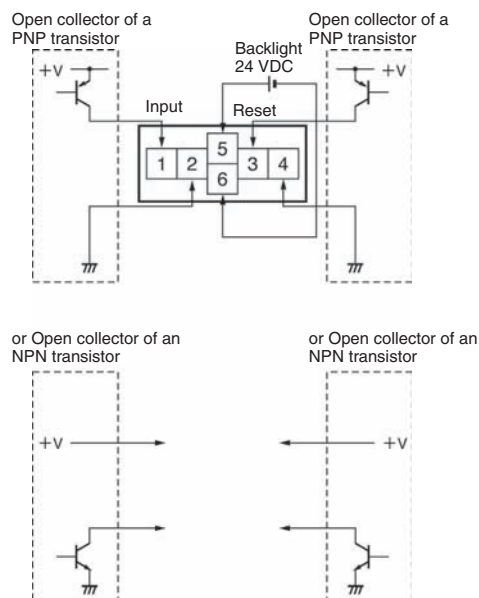 Open collector of a
PNP transistor
Open collector of a
PNP transistor
Backlight
24 VDC
+V
+V
Input
Reset
1 2 5 3 4
6
or Open collector of an
NPN transistor
or Open collector of an
NPN transistor
+V
+V